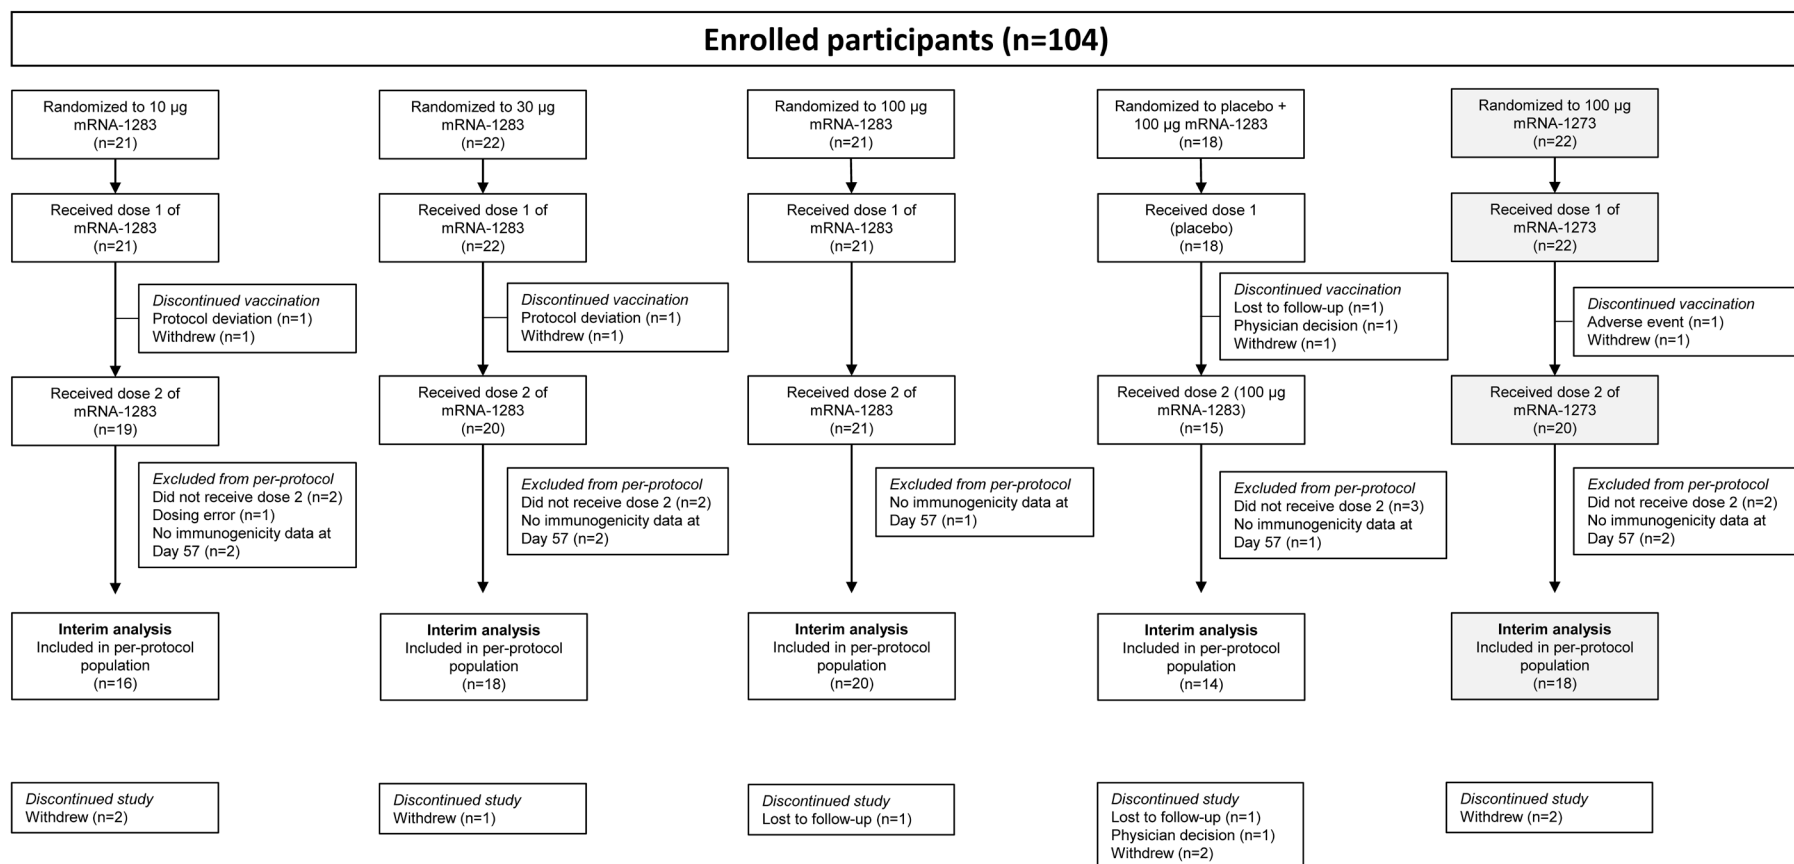 Enrolled participants (n=104)
Randomized to 10 µg
mRNA-1283
(n=21)
Randomized to 30 µg
mRNA-1283
(n=22)
Randomized to 100 µg
mRNA-1283
(n=21)
Randomized to placebo +
100 µg mRNA-1283
(n=18)
Randomized to 100 µg
mRNA-1273
(n=22)
Received dose 1 of
mRNA-1283
(n=21)
Received dose 1 of
mRNA-1283
(n=22)
Received dose 1 of
mRNA-1283
(n=21)
Received dose 1
(placebo)
(n=18)
Received dose 1 of
mRNA-1273
(n=22)
Discontinued vaccination
Protocol deviation (n=1)
Withdrew (n=1)
Discontinued vaccination
Protocol deviation (n=1)
Withdrew (n=1)
Discontinued vaccination
Lost to follow-up (n=1)
Physician decision (n=1)
Withdrew (n=1)
Discontinued vaccination
Adverse event (n=1)
Withdrew (n=1)
Received dose 2 of
mRNA-1283
(n=19)
Received dose 2 of
mRNA-1283
(n=20)
Received dose 2 of
mRNA-1283
(n=21)
Received dose 2 (100 µg
mRNA-1283)
(n=15)
Received dose 2 of
mRNA-1273
(n=20)
Excluded from per-protocol
Did not receive dose 2 (n=2)
Dosing error (n=1)
No immunogenicity data at
Day 57 (n=2)
Excluded from per-protocol
Did not receive dose 2 (n=2)
No immunogenicity data at
Day 57 (n=2)
Excluded from per-protocol
No immunogenicity data at
Day 57 (n=1)
Excluded from per-protocol
Did not receive dose 2 (n=3)
No immunogenicity data at
Day 57 (n=1)
Excluded from per-protocol
Did not receive dose 2 (n=2)
No immunogenicity data at
Day 57 (n=2)
Interim analysis
Included in per-protocol
population
(n=16)
Interim analysis
Included in per-protocol
population
(n=18)
Interim analysis
Included in per-protocol
population
(n=20)
Interim analysis
Included in per-protocol
population
(n=14)
Interim analysis
Included in per-protocol
population
(n=18)
Discontinued study
Withdrew (n=2)
Discontinued study
Withdrew (n=1)
Discontinued study
Lost to follow-up (n=1)
Discontinued study
Lost to follow-up (n=1)
Physician decision (n=1)
Withdrew (n=2)
Discontinued study
Withdrew (n=2)